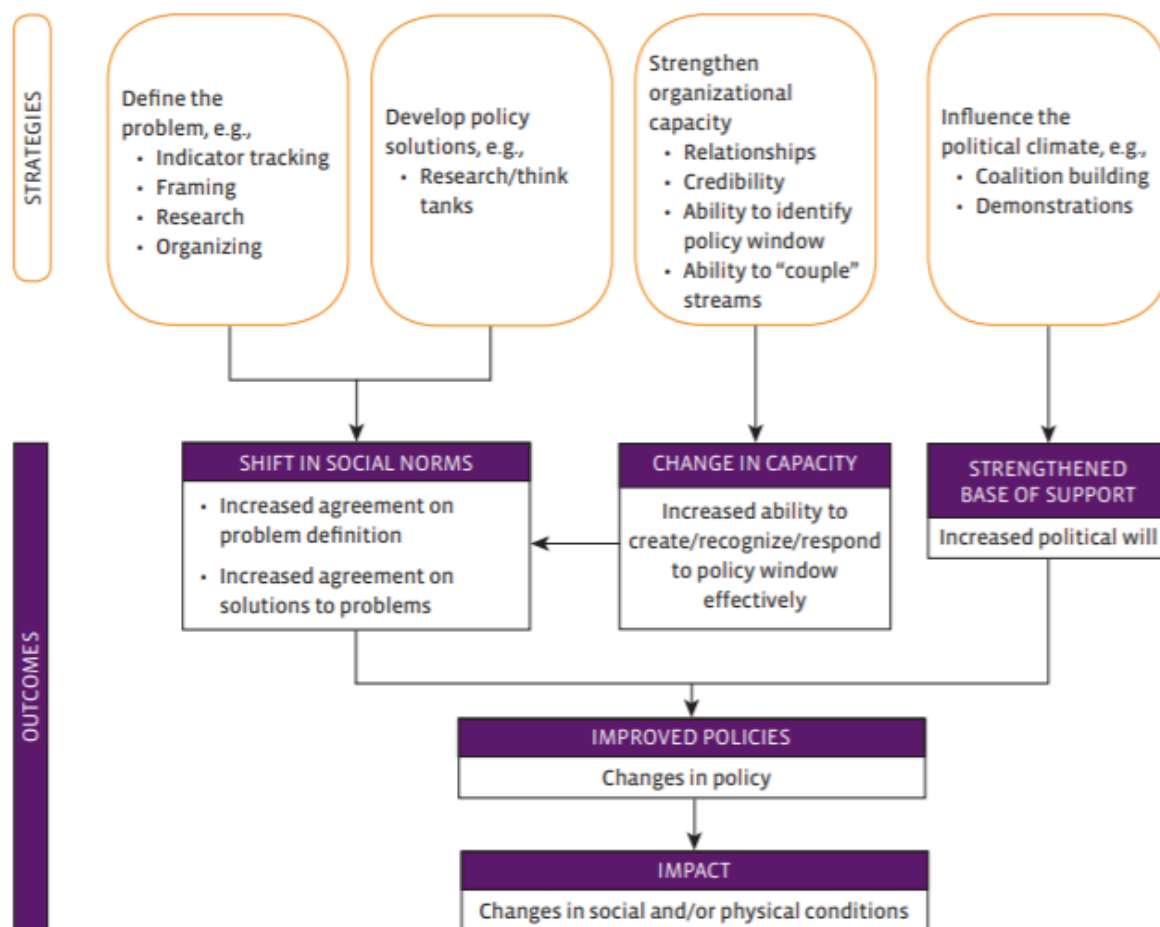 STRATEGIES
Define the
problem, e.g.,
• Indicator tracking
• Framing
• Research
• Organizing
Develop policy
solutions, e.g.,
• Research/think
tanks
Strengthen
organizational
capacity
• Relationships
• Credibility
• Ability to identify
policy window
• Ability to “couple”
streams
Influence the
political climate, e.g.,
• Coalition building
• Demonstrations
OUTCOMES
SHIFT IN SOCIAL NORMS
• Increased agreement on
problem definition
• Increased agreement on
solutions to problems
CHANGE IN CAPACITY
Increased ability to
create/recognize/respond
to policy window
effectively
STRENGTHENED
BASE OF SUPPORT
Increased political will
IMPROVED POLICIES
Changes in policy
IMPACT
Changes in social and/or physical conditions